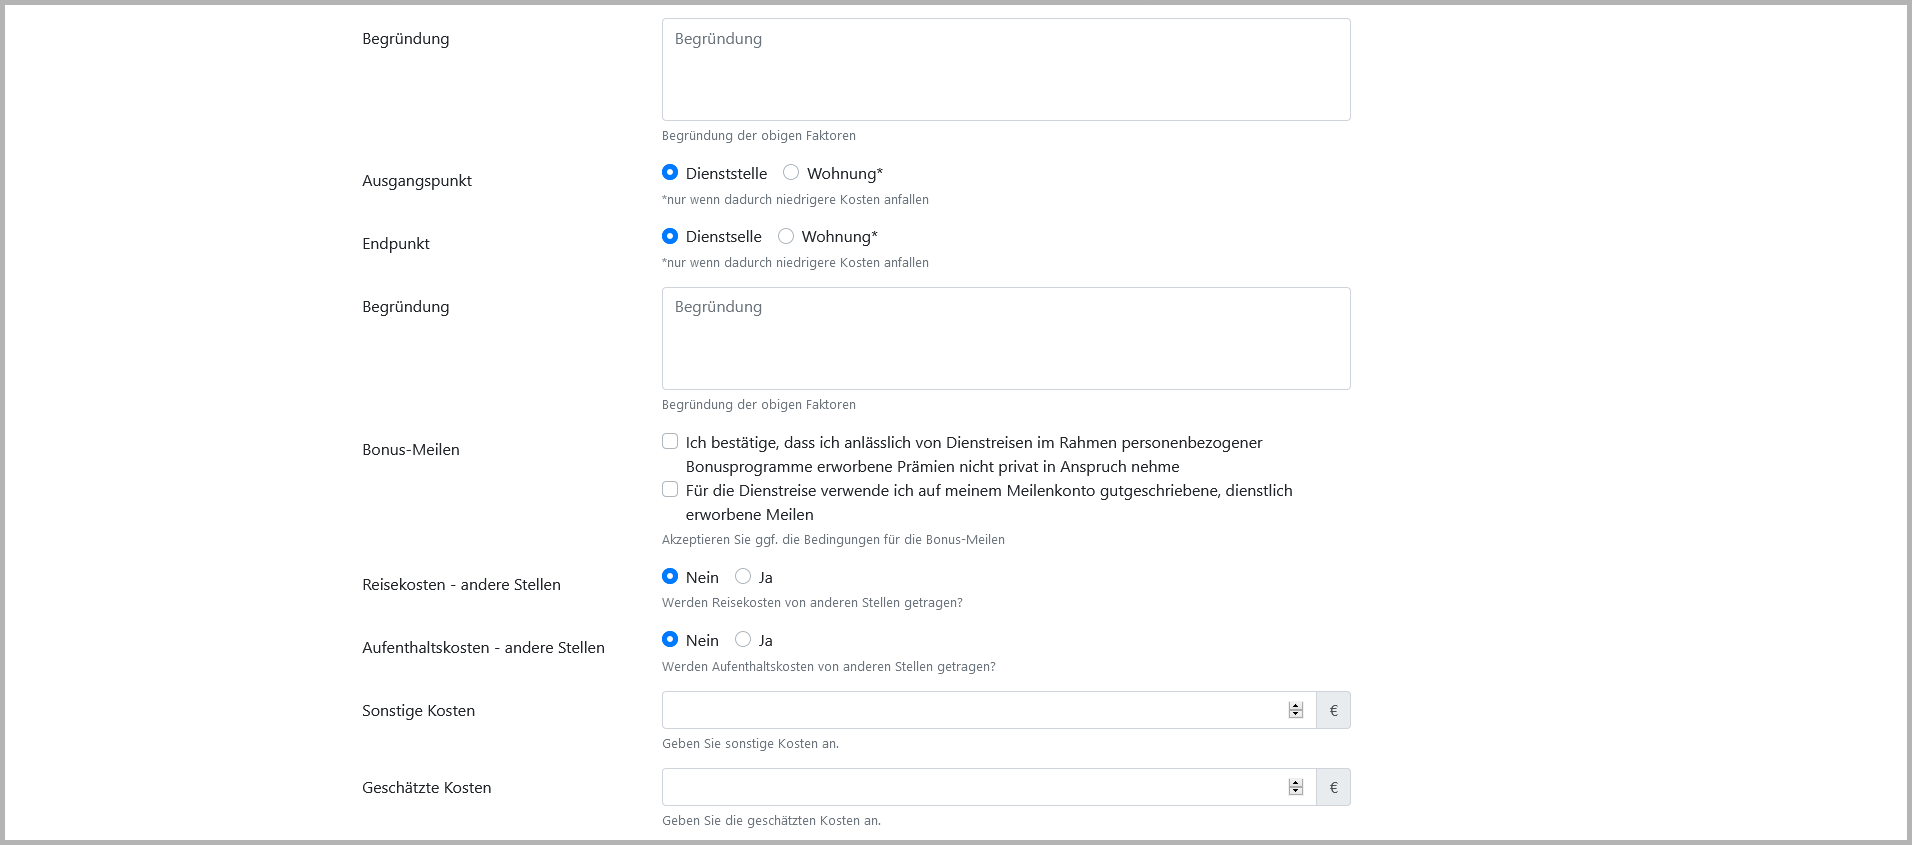 Begründung
Begründung
Begründung der obigen Faktoren
Ausgangspunkt
Dienststelle Wohnung*
*nur wenn dadurch niedrigere Kosten anfallen
Endpunkt
Dienstselle Wohnung*
*nur wenn dadurch niedrigere Kosten anfallen
Begründung
Begründung
Begründung der obigen Faktoren
Bonus-Meilen
Ich bestätige, dass ich anlässlich von Dienstreisen im Rahmen personenbezogener
Bonusprogramme erworbene Prämien nicht privat in Anspruch nehme
Für die Dienstreise verwende ich auf meinem Meilenkonto gutgeschriebene, dienstlich
erworbene Meilen
Akzeptieren Sie ggf. die Bedingungen für die Bonus-Meilen
Reisekosten - andere Stellen
Nein Ja
Werden Reisekosten von anderen Stellen getragen?
Aufenthaltskosten - andere Stellen
Nein Ja
Werden Aufenthaltskosten von anderen Stellen getragen?
Sonstige Kosten
€
Geben Sie sonstige Kosten an.
Geschätzte Kosten
€
Geben Sie die geschätzten Kosten an.